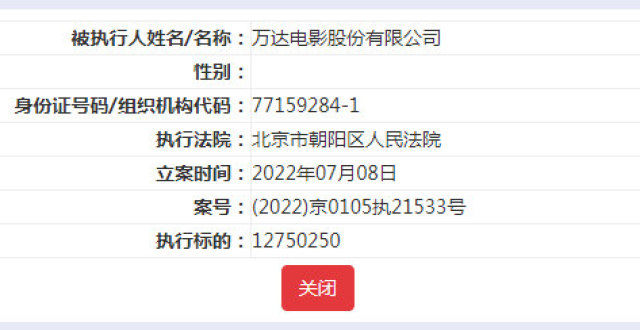 被执行人姓名/名称：万达电影股份有限公司
性别：
身份证号码/组织机构代码：77159284-1
执行法院：北京市朝阳区人民法院
立案时间：2022年07月08日
案号：(2022)京0105执21533号
执行标的：12750250
关闭